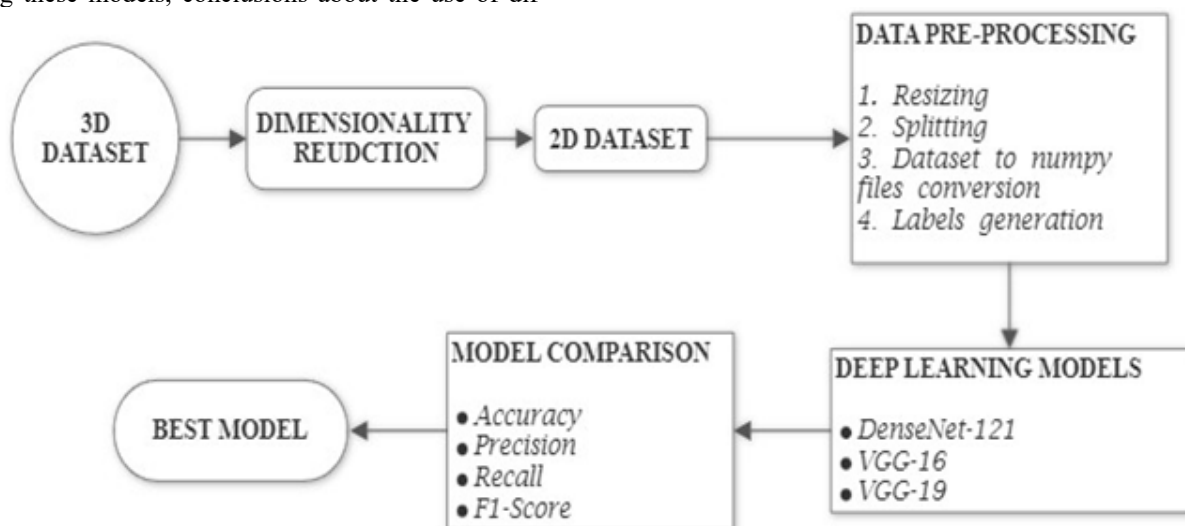 g these models, conclusions about the use of dif-
3D
DATASET
DIMENSIONALITY
REUDCTION
2D DATASET
DATA PRE-PROCESSING
1. Resizing
2. Splitting
3. Dataset to numpy
files conversion
4. Labels generation
DEEP LEARNING MODELS
● DenseNet-121
● VGG-16
● VGG-19
MODEL COMPARISON
● Accuracy
● Precision
● Recall
● F1-Score
BEST MODEL